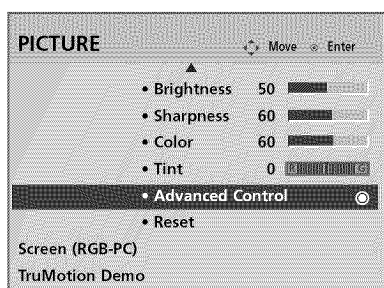 PICTURE
Move Enter
• Brightness 50
• Sharpness 60
• Color 60
• Tint 0 R G
• Advanced Control
• Reset
Screen (RGB-PC)
TruMotion Demo